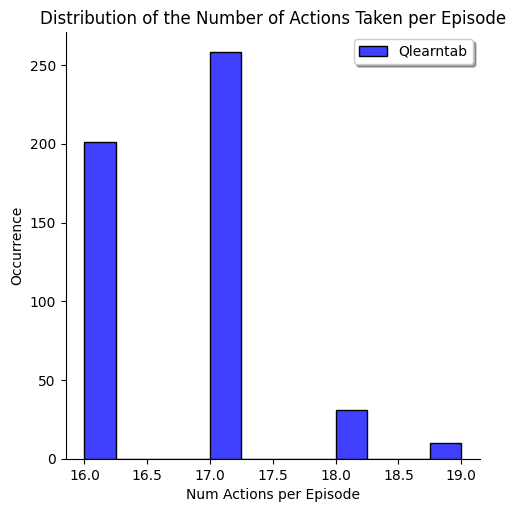 Distribution of the Number of Actions Taken per Episode
Qlearntab
250
200
150
100
50
0
Occurrence
16.0 16.5 17.0 17.5 18.0 18.5 19.0
Num Actions per Episode